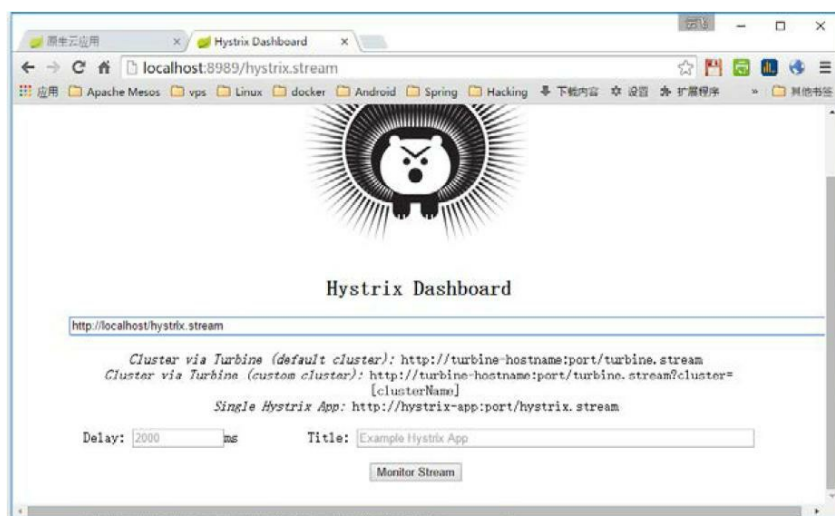 云飞
原生云应用 Hystrix Dashboard
localhost:8989/hystrix.stream
应用 Apache Mesos vps Linux docker Android Spring Hacking 下载内容 设置 扩展程序 » 其他书签
Hystrix Dashboard
http://localhost/hystrix.stream
Cluster via Turbine (default cluster): http://turbine-hostname:port/turbine.stream
Cluster via Turbine (custom cluster): http://turbine-hostname:port/turbine.stream?cluster=
[clusterName]
Single Hystrix App: http://hystrix-app:port/hystrix.stream
Delay: 2000 ms Title: Example Hystrix App
Monitor Stream